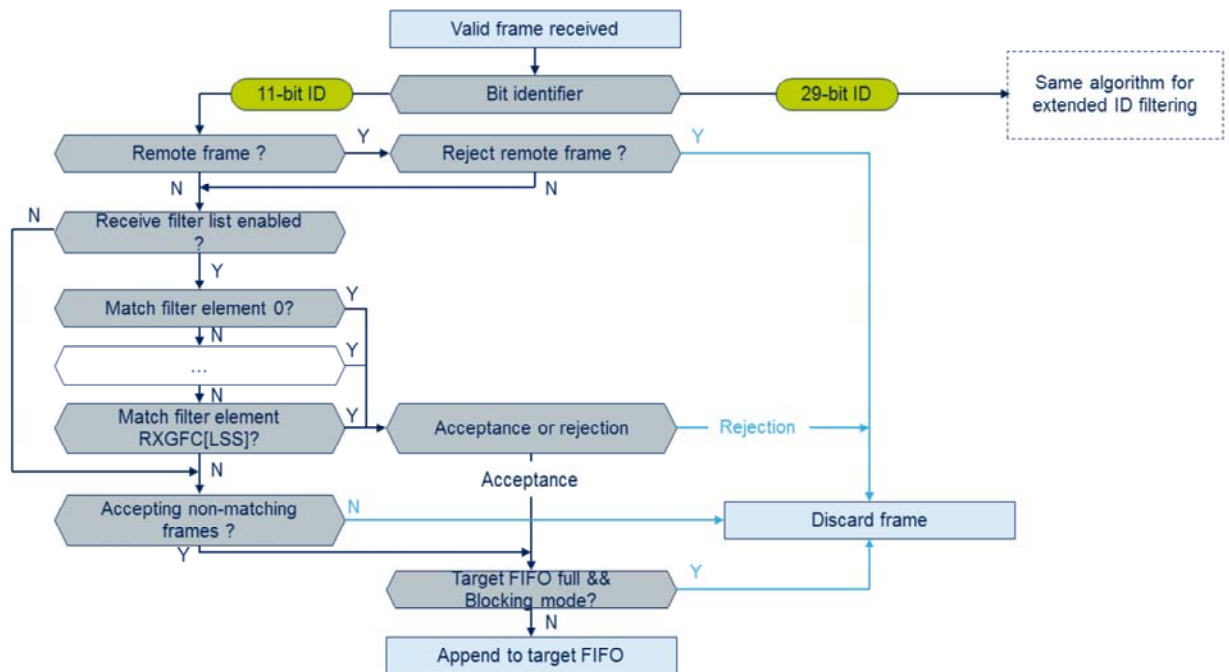 Valid frame received
11-bit ID
Bit identifier
29-bit ID
Same algorithm for
extended ID filtering
Remote frame ?
Y
Reject remote frame ?
Y
N
N
N
Receive filter list enabled
?
Y
Match filter element 0?
Y
N
...
Y
N
Match filter element
RXGFC[LSS]?
Y
Acceptance or rejection
Rejection
N
Acceptance
Accepting non-matching
frames ?
N
Discard frame
Y
Target FIFO full &&
Blocking mode?
Y
N
Append to target FIFO